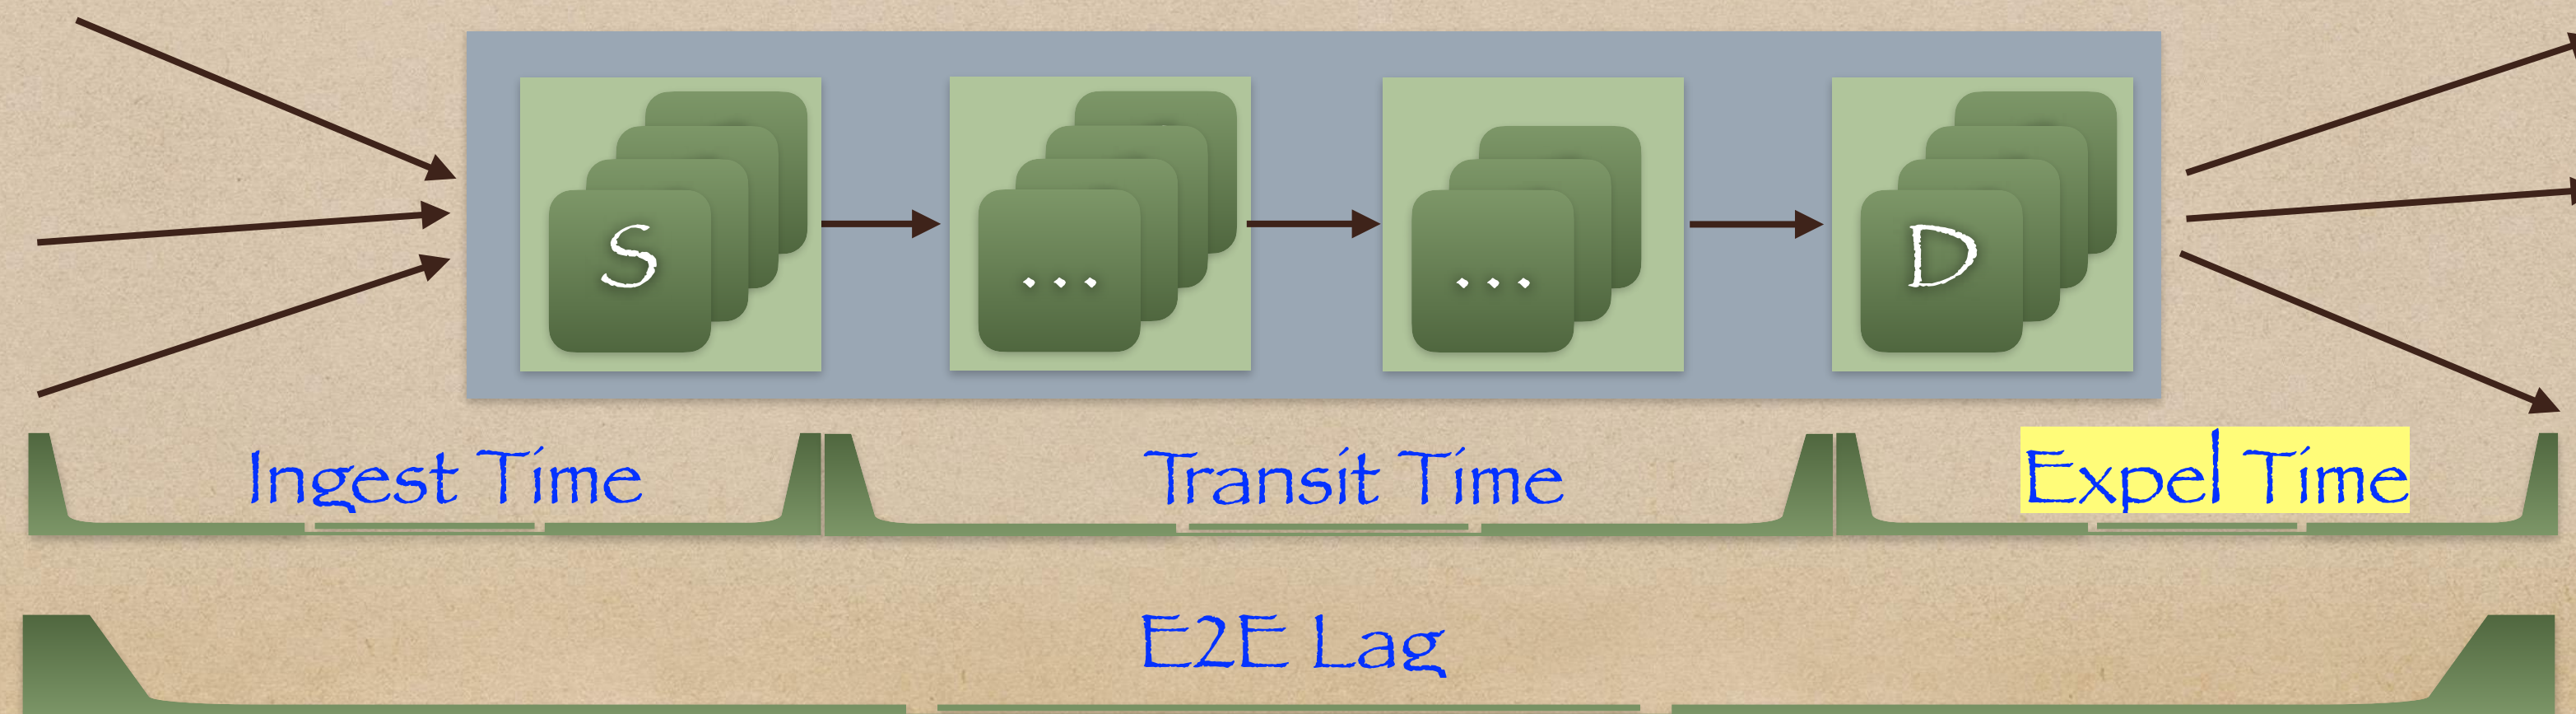 S
...
...
D
Ingest Time
Transit Time
Expel Time
E2E Lag